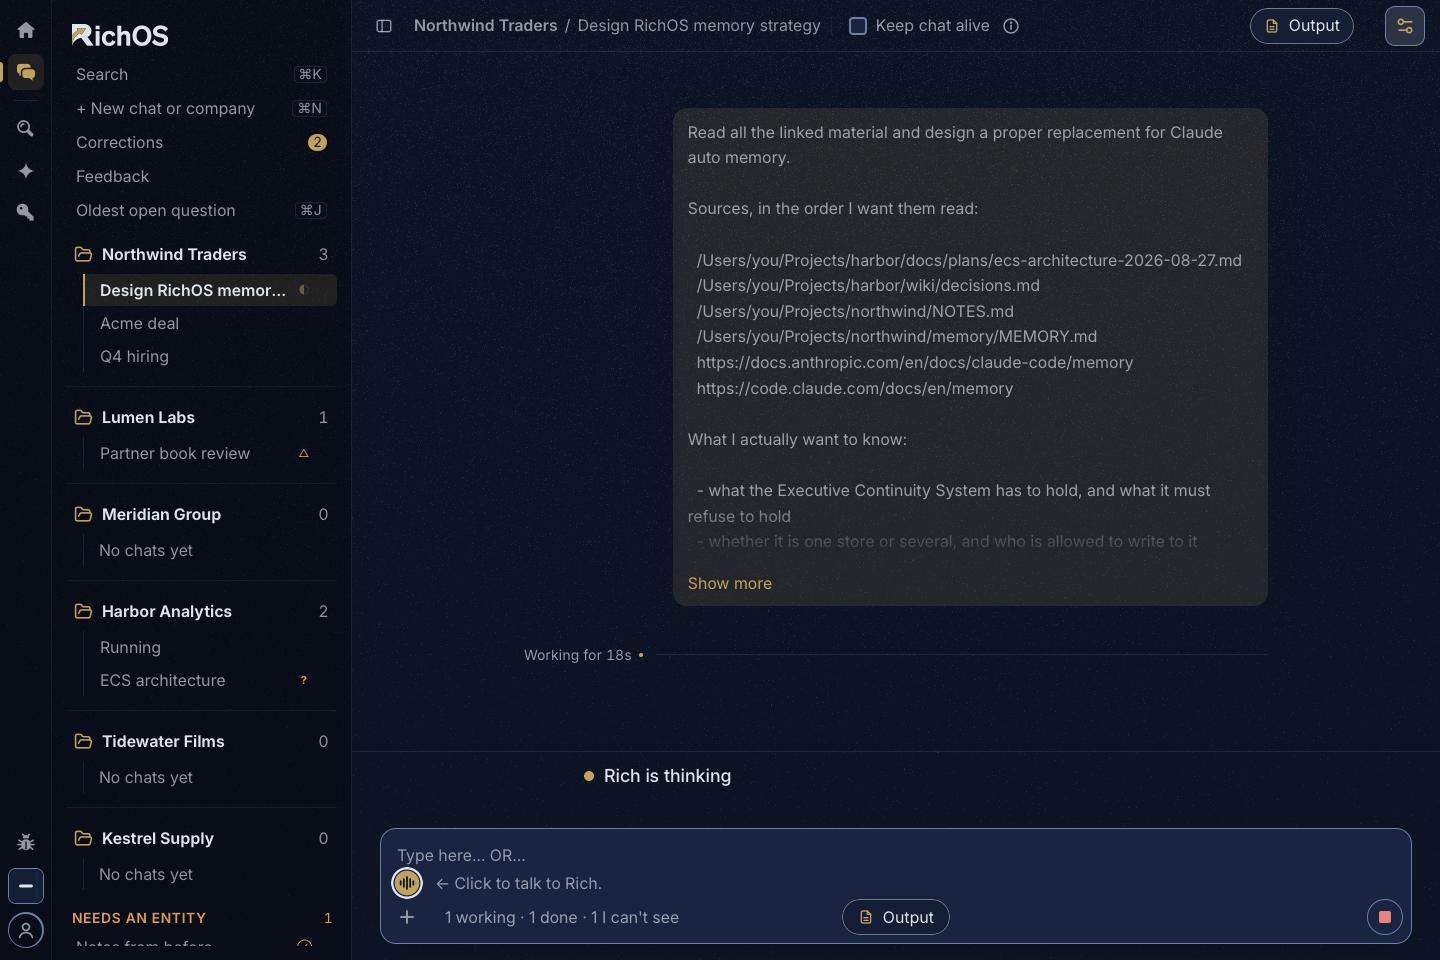 RichOS
Search ⌘K
+ New chat or company ⌘N
Corrections 2
Feedback
Oldest open question ⌘J
Northwind Traders 3
Design RichOS memor...
Acme deal
Q4 hiring
Lumen Labs 1
Partner book review
Meridian Group 0
No chats yet
Harbor Analytics 2
Running
ECS architecture ?
Tidewater Films 0
No chats yet
Kestrel Supply 0
No chats yet
NEEDS AN ENTITY 1
Notes from before
Northwind Traders / Design RichOS memory strategy
Keep chat alive
Output
Read all the linked material and design a proper replacement for Claude
auto memory.
Sources, in the order I want them read:
/Users/you/Projects/harbor/docs/plans/ecs-architecture-2026-08-27.md
/Users/you/Projects/harbor/wiki/decisions.md
/Users/you/Projects/northwind/NOTES.md
/Users/you/Projects/northwind/memory/MEMORY.md
https://docs.anthropic.com/en/docs/claude-code/memory
https://code.claude.com/docs/en/memory
What I actually want to know:
- what the Executive Continuity System has to hold, and what it must
refuse to hold
- whether it is one store or several, and who is allowed to write to it
Show more
Working for 18s
Rich is thinking
Type here... OR...
← Click to talk to Rich.
1 working · 1 done · 1 I can't see
Output